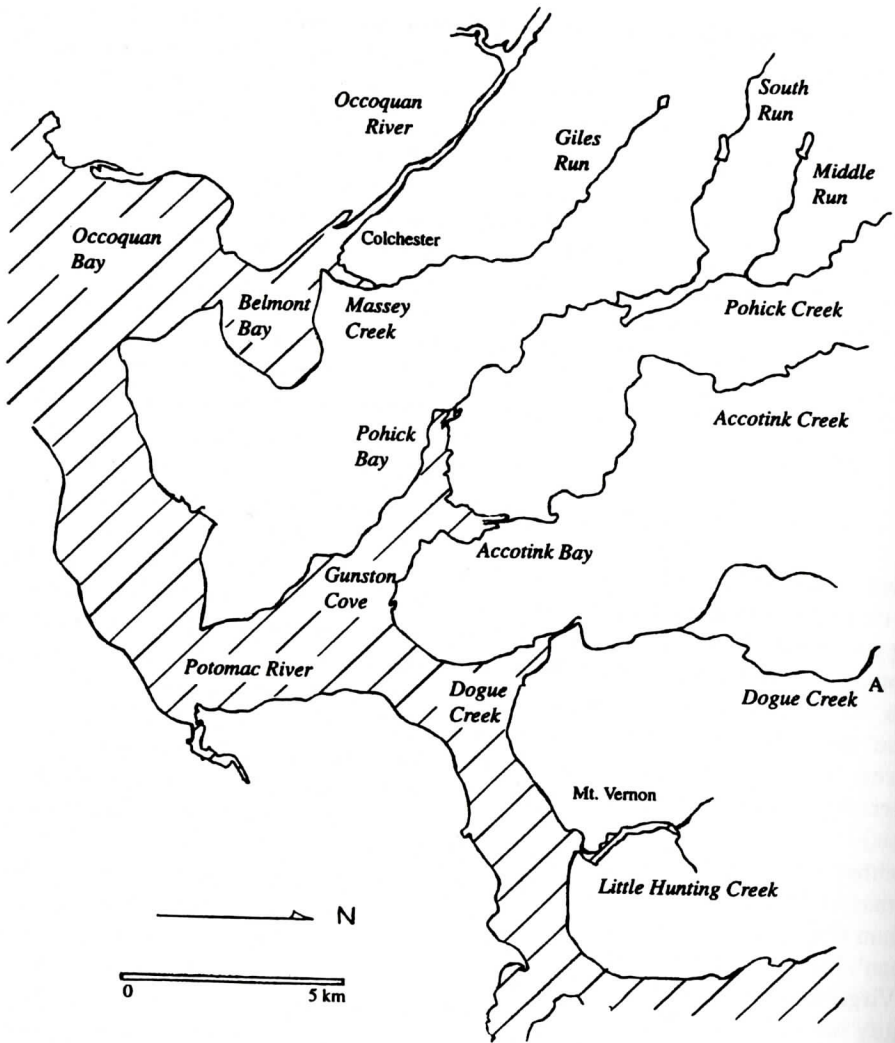 Occoquan
River
South
Run
Giles
Run
Middle
Run
Occoquan
Bay
Colchester
Belmont
Bay
Massey
Creek
Pohick Creek
Pohick
Bay
Accotink Creek
Accotink Bay
Gunston
Cove
Potomac River
Dogue
Creek
Dogue Creek
A
Mt. Vernon
Little Hunting Creek
N
0
5 km